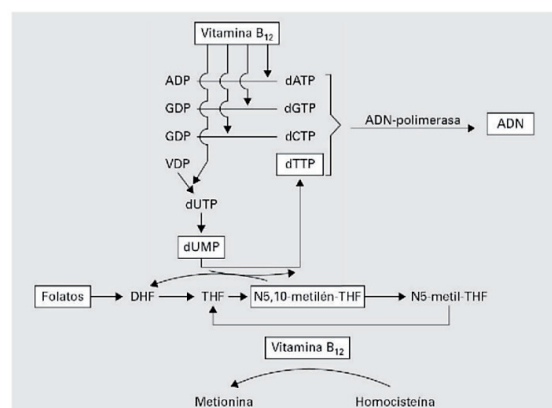 Vitamina B12
ADP dATP
GDP dGTP
GDP dCTP
ADN-polimerasa
ADN
VDP dTTP
dUTP
dUMP
Folatos DHF THF N5,10-metilén-THF N5-metil-THF
Vitamina B12
Metionina Homocisteína